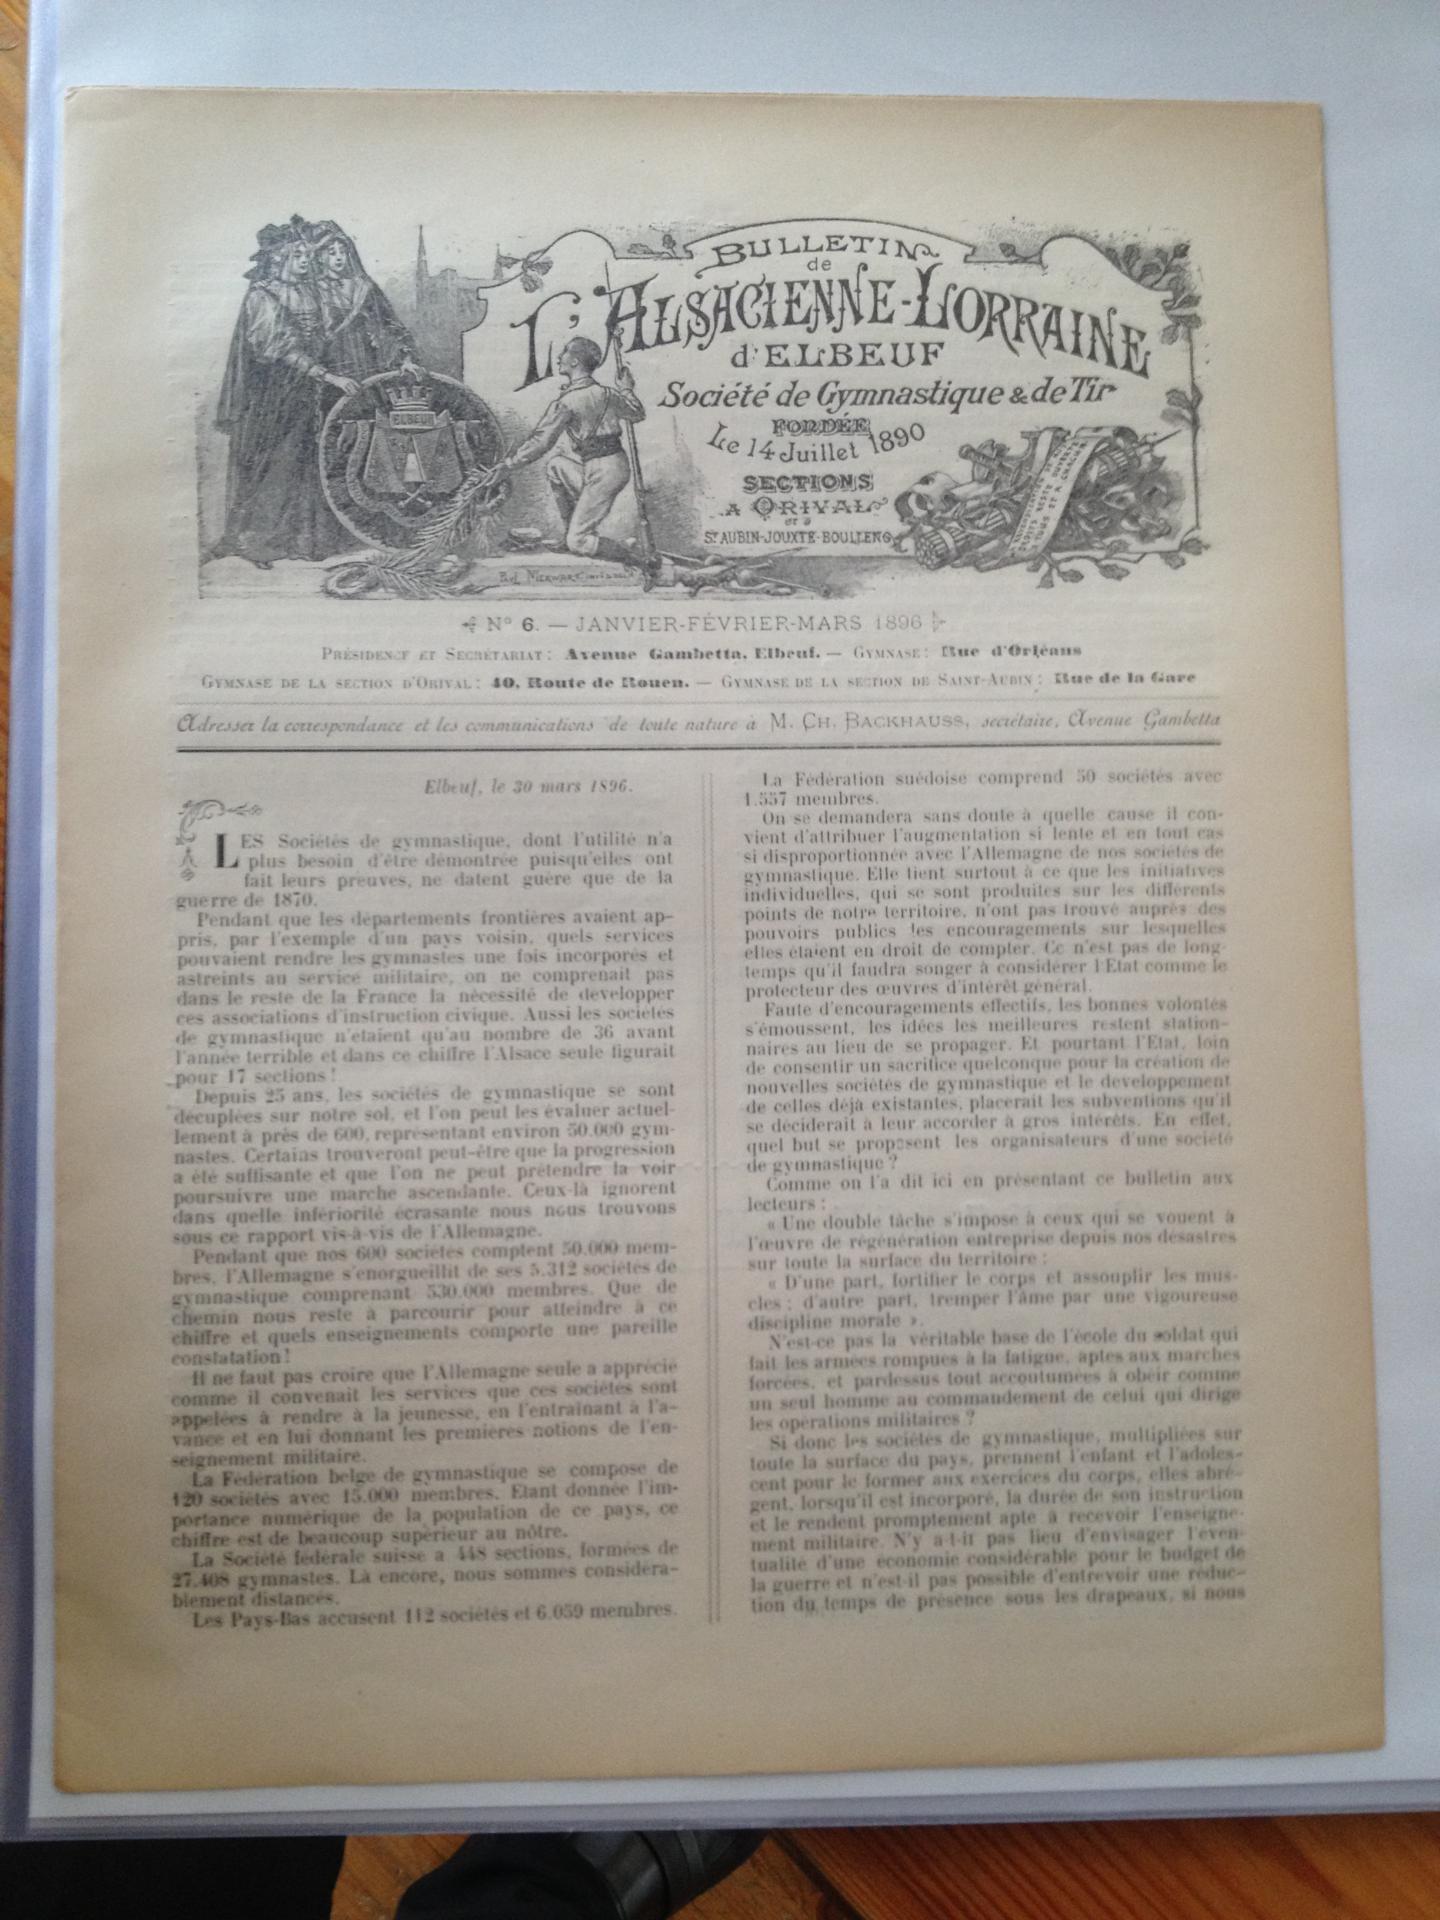 BULLETIN
de
L'ALSACIENNE-LORRAINE
d'ELBEUF
Société de Gymnastique & de Tir
FONDÉE
Le 14 Juillet 1890
SECTIONS
A ORIVAL
et à
St AUBIN-JOUXTE-BOULLENG
ELBEUF
N° 6. — JANVIER-FÉVRIER-MARS 1896
PRÉSIDENCE ET SECRÉTARIAT : Avenue Gambetta, Elbeuf. — GYMNASE : Rue d'Orléans
GYMNASE DE LA SECTION D'ORIVAL : 40, Route de Rouen. — GYMNASE DE LA SECTION DE SAINT-AUBIN : Rue de la Gare
Adresser la correspondance et les communications de toute nature à M. CH. BACKHAUSS, secrétaire, Avenue Gambetta
Elbeuf, le 30 mars 1896.
LES Sociétés de gymnastique, dont l'utilité n'a
plus besoin d'être démontrée puisqu'elles ont
fait leurs preuves, ne datent guère que de la
guerre de 1870.
Pendant que les départements frontières avaient ap-
pris, par l'exemple d'un pays voisin, quels services
pouvaient rendre les gymnastes une fois incorporés et
astreints au service militaire, on ne comprenait pas
dans le reste de la France la nécessité de développer
ces associations d'instruction civique. Aussi les sociétés
de gymnastique n'étaient qu'au nombre de 36 avant
l'année terrible et dans ce chiffre l'Alsace seule figurait
pour 17 sections !
Depuis 25 ans, les sociétés de gymnastique se sont
décuplées sur notre sol, et l'on peut les évaluer actuel-
lement à près de 600, représentant environ 50.000 gym-
nastes. Certains trouveront peut-être que la progression
a été suffisante et que l'on ne peut prétendre la voir
poursuivre une marche ascendante. Ceux-là ignorent
dans quelle infériorité écrasante nous nous trouvons
sous ce rapport vis-à-vis de l'Allemagne.
Pendant que nos 600 sociétés comptent 50.000 mem-
bres, l'Allemagne s'enorgueillit de ses 5.312 sociétés de
gymnastique comprenant 530.000 membres. Que de
chemin nous reste à parcourir pour atteindre à ce
chiffre et quels enseignements comporte une pareille
constatation !
Il ne faut pas croire que l'Allemagne seule a apprécié
comme il convenait les services que ces sociétés sont
appelées à rendre à la jeunesse, en l'entraînant à l'a-
vance et en lui donnant les premières notions de l'en-
seignement militaire.
La Fédération belge de gymnastique se compose de
120 sociétés avec 15.000 membres. Etant donnée l'im-
portance numérique de la population de ce pays, ce
chiffre est de beaucoup supérieur au nôtre.
La Société fédérale suisse a 448 sections, formées de
27.408 gymnastes. Là encore, nous sommes considéra-
blement distancés.
Les Pays-Bas accusent 112 sociétés et 6.059 membres.
La Fédération suédoise comprend 50 sociétés avec
1.557 membres.
On se demandera sans doute à quelle cause il con-
vient d'attribuer l'augmentation si lente et en tout cas
si disproportionnée avec l'Allemagne de nos sociétés de
gymnastique. Elle tient surtout à ce que les initiatives
individuelles, qui se sont produites sur les différents
points de notre territoire, n'ont pas trouvé auprès des
pouvoirs publics les encouragements sur lesquelles
elles étaient en droit de compter. Ce n'est pas de long-
temps qu'il faudra songer à considérer l'Etat comme le
protecteur des œuvres d'intérêt général.
Faute d'encouragements effectifs, les bonnes volontés
s'émoussent, les idées les meilleures restent station-
naires au lieu de se propager. Et pourtant l'Etat, loin
de consentir un sacrifice quelconque pour la création de
nouvelles sociétés de gymnastique et le développement
de celles déjà existantes, placerait les subventions qu'il
se déciderait à leur accorder à gros intérêts. En effet,
quel but se proposent les organisateurs d'une société
de gymnastique ?
Comme on l'a dit ici en présentant ce bulletin aux
lecteurs :
« Une double tâche s'impose à ceux qui se vouent à
l'œuvre de régénération entreprise depuis nos désastres
sur toute la surface du territoire :
« D'une part, fortifier le corps et assouplir les mus-
cles ; d'autre part, tremper l'âme par une vigoureuse
discipline morale ».
N'est-ce pas la véritable base de l'école du soldat qui
fait les armées rompues à la fatigue, aptes aux marches
forcées, et pardessus tout accoutumées à obéir comme
un seul homme au commandement de celui qui dirige
les opérations militaires ?
Si donc les sociétés de gymnastique, multipliées sur
toute la surface du pays, prennent l'enfant et l'adoles-
cent pour le former aux exercices du corps, elles abrè-
gent, lorsqu'il est incorporé, la durée de son instruction
et le rendent promptement apte à recevoir l'enseigne-
ment militaire. N'y a-t-il pas lieu d'envisager l'éven-
tualité d'une économie considérable pour le budget de
la guerre et n'est-il pas possible d'entrevoir une réduc-
tion du temps de présence sous les drapeaux, si nous